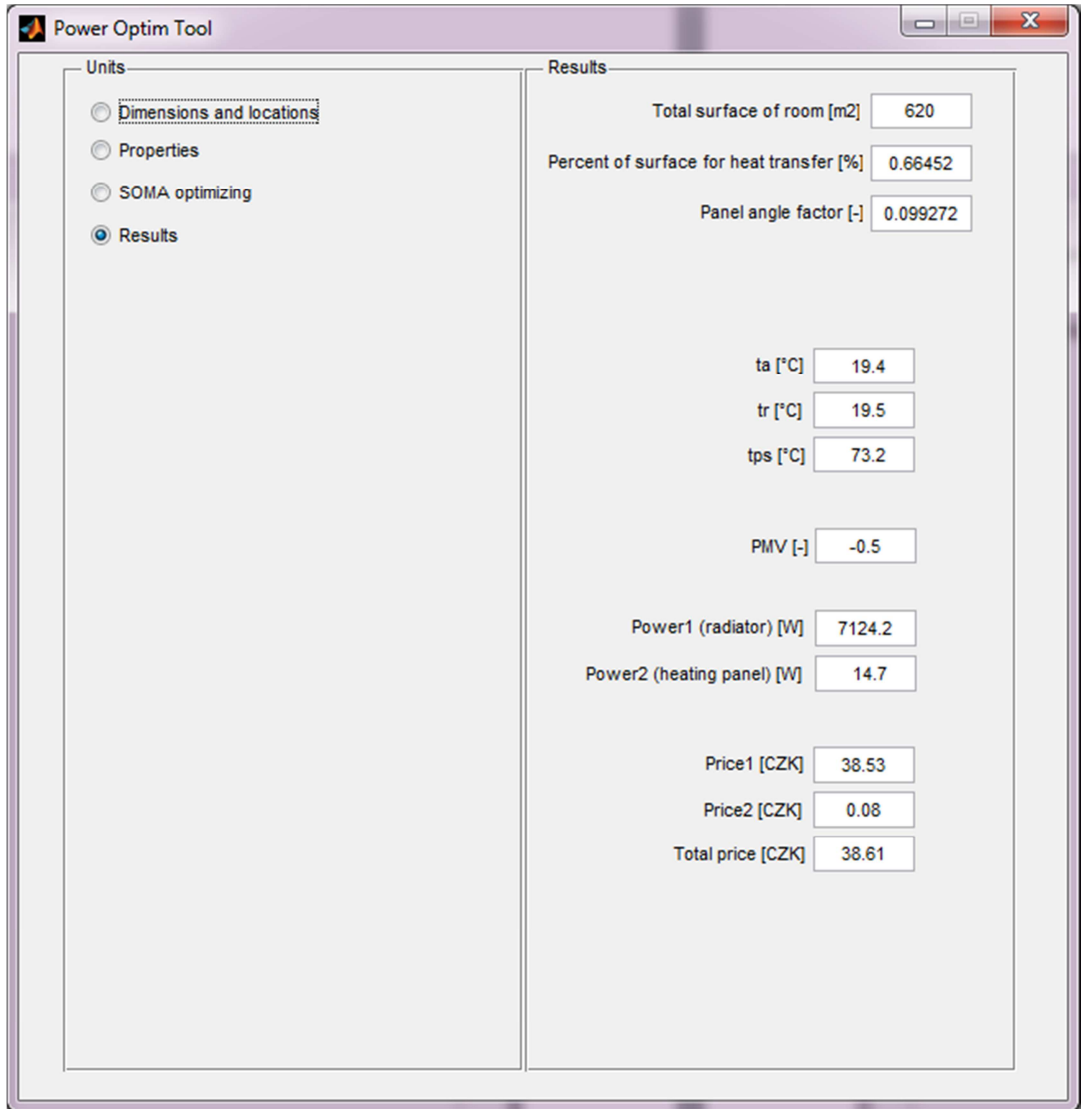 Power Optim Tool
Units
Dimensions and locations
Properties
SOMA optimizing
Results
Results
Total surface of room [m2] 620
Percent of surface for heat transfer [%] 0.66452
Panel angle factor [-] 0.099272
ta [°C] 19.4
tr [°C] 19.5
tps [°C] 73.2
PMV [-] -0.5
Power1 (radiator) [W] 7124.2
Power2 (heating panel) [W] 14.7
Price1 [CZK] 38.53
Price2 [CZK] 0.08
Total price [CZK] 38.61